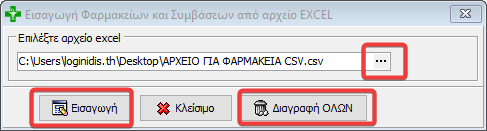 Εισαγωγή Φαρμακείων και Συμβάσεων από αρχείο EXCEL
Επιλέξτε αρχείο excel
C:\Users\loginidis.th\Desktop\ΑΡΧΕΙΟ ΓΙΑ ΦΑΡΜΑΚΕΙΑ CSV.csv ...
Εισαγωγή Κλείσιμο Διαγραφή ΟΛΩΝ